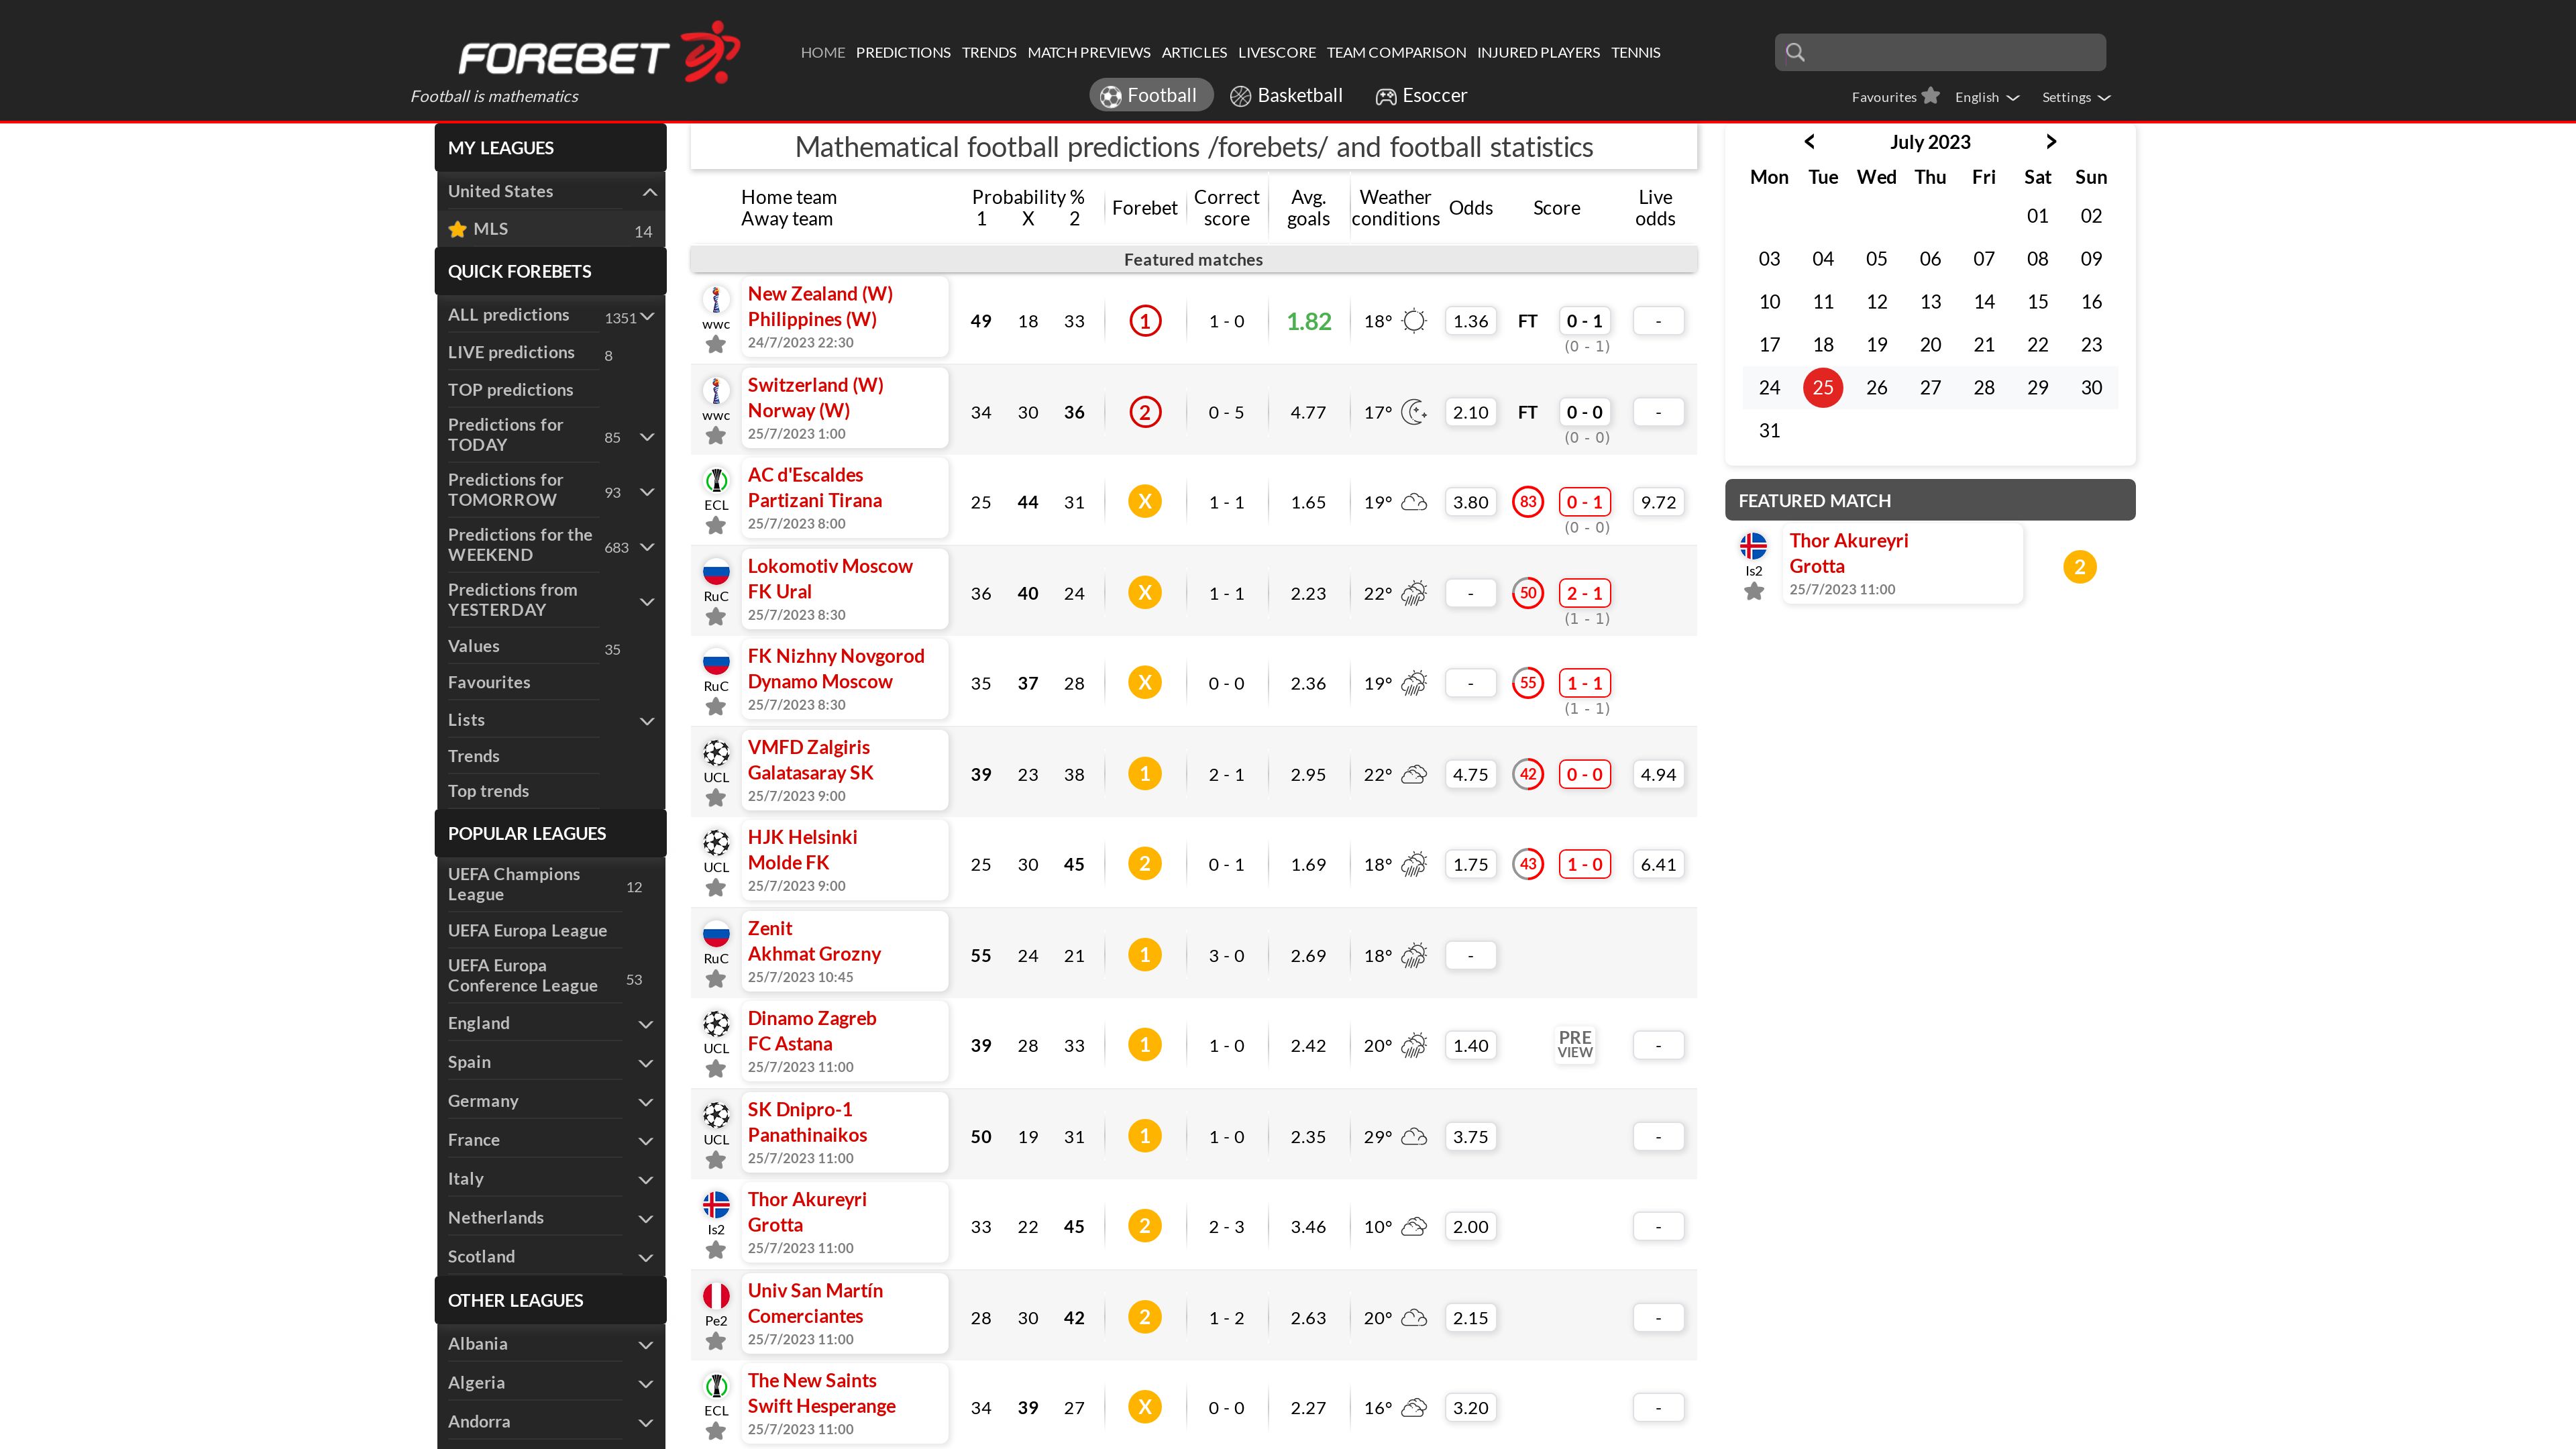 FOREBET
Football is mathematics
HOME PREDICTIONS TRENDS MATCH PREVIEWS ARTICLES LIVESCORE TEAM COMPARISON INJURED PLAYERS TENNIS
Football Basketball Esoccer
Favourites English Settings
MY LEAGUES
United States
MLS 14
QUICK FOREBETS
ALL predictions 1351
LIVE predictions 8
TOP predictions
Predictions for
TODAY 85
Predictions for
TOMORROW 93
Predictions for the
WEEKEND 683
Predictions from
YESTERDAY
Values 35
Favourites
Lists
Trends
Top trends
POPULAR LEAGUES
UEFA Champions
League 12
UEFA Europa League
UEFA Europa
Conference League 53
England
Spain
Germany
France
Italy
Netherlands
Scotland
OTHER LEAGUES
Albania
Algeria
Andorra
Mathematical football predictions /forebets/ and football statistics
Home team Probability % Correct Avg. Weather Live
Away team 1 X 2 Forebet score goals conditions Odds Score odds
Featured matches
New Zealand (W)
Philippines (W)
wwc 49 18 33 1 1 - 0 1.82 18° 1.36 FT 0 - 1 -
24/7/2023 22:30 (0 - 1)
Switzerland (W)
Norway (W)
wwc 34 30 36 2 0 - 5 4.77 17° 2.10 FT 0 - 0 -
25/7/2023 1:00 (0 - 0)
AC d'Escaldes
Partizani Tirana
ECL 25 44 31 X 1 - 1 1.65 19° 3.80 83 0 - 1 9.72
25/7/2023 8:00 (0 - 0)
Lokomotiv Moscow
FK Ural
RuC 36 40 24 X 1 - 1 2.23 22° - 50 2 - 1
25/7/2023 8:30 (1 - 1)
FK Nizhny Novgorod
Dynamo Moscow
RuC 35 37 28 X 0 - 0 2.36 19° - 55 1 - 1
25/7/2023 8:30 (1 - 1)
VMFD Zalgiris
Galatasaray SK
UCL 39 23 38 1 2 - 1 2.95 22° 4.75 42 0 - 0 4.94
25/7/2023 9:00
HJK Helsinki
Molde FK
UCL 25 30 45 2 0 - 1 1.69 18° 1.75 43 1 - 0 6.41
25/7/2023 9:00
Zenit
Akhmat Grozny
RuC 55 24 21 1 3 - 0 2.69 18° -
25/7/2023 10:45
Dinamo Zagreb
FC Astana
UCL 39 28 33 1 1 - 0 2.42 20° 1.40 PRE VIEW -
25/7/2023 11:00
SK Dnipro-1
Panathinaikos
UCL 50 19 31 1 1 - 0 2.35 29° 3.75 -
25/7/2023 11:00
Thor Akureyri
Grotta
Is2 33 22 45 2 2 - 3 3.46 10° 2.00 -
25/7/2023 11:00
Univ San Martín
Comerciantes
Pe2 28 30 42 2 1 - 2 2.63 20° 2.15 -
25/7/2023 11:00
The New Saints
Swift Hesperange
ECL 34 39 27 X 0 - 0 2.27 16° 3.20 -
25/7/2023 11:00
< July 2023 >
Mon Tue Wed Thu Fri Sat Sun
01 02
03 04 05 06 07 08 09
10 11 12 13 14 15 16
17 18 19 20 21 22 23
24 25 26 27 28 29 30
31
FEATURED MATCH
Thor Akureyri
Grotta
Is2 2
25/7/2023 11:00